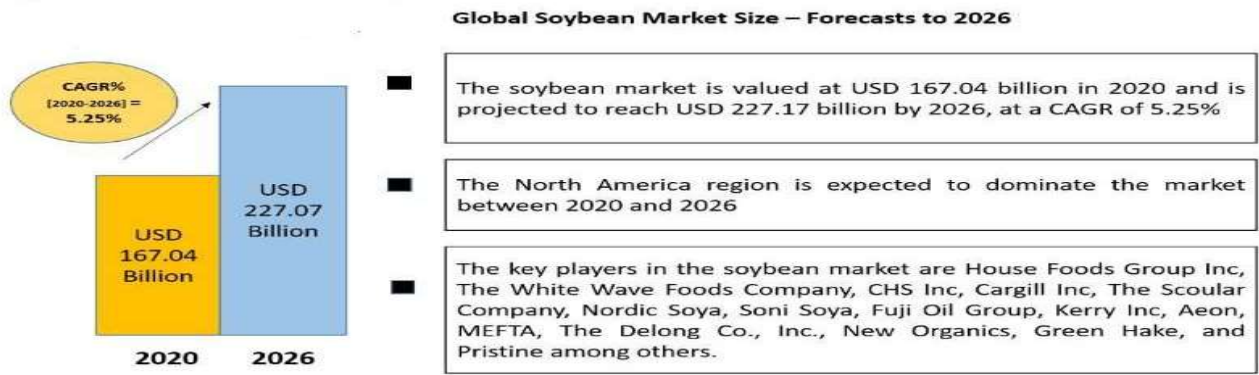 Global Soybean Market Size – Forecasts to 2026
CAGR%
[2020-2026] =
5.25%
USD
167.04
Billion
USD
227.07
Billion
2020
2026
The soybean market is valued at USD 167.04 billion in 2020 and is
projected to reach USD 227.17 billion by 2026, at a CAGR of 5.25%
The North America region is expected to dominate the market
between 2020 and 2026
The key players in the soybean market are House Foods Group Inc,
The White Wave Foods Company, CHS Inc, Cargill Inc, The Scoular
Company, Nordic Soya, Soni Soya, Fuji Oil Group, Kerry Inc, Aeon,
MEFTA, The Delong Co., Inc., New Organics, Green Hake, and
Pristine among others.